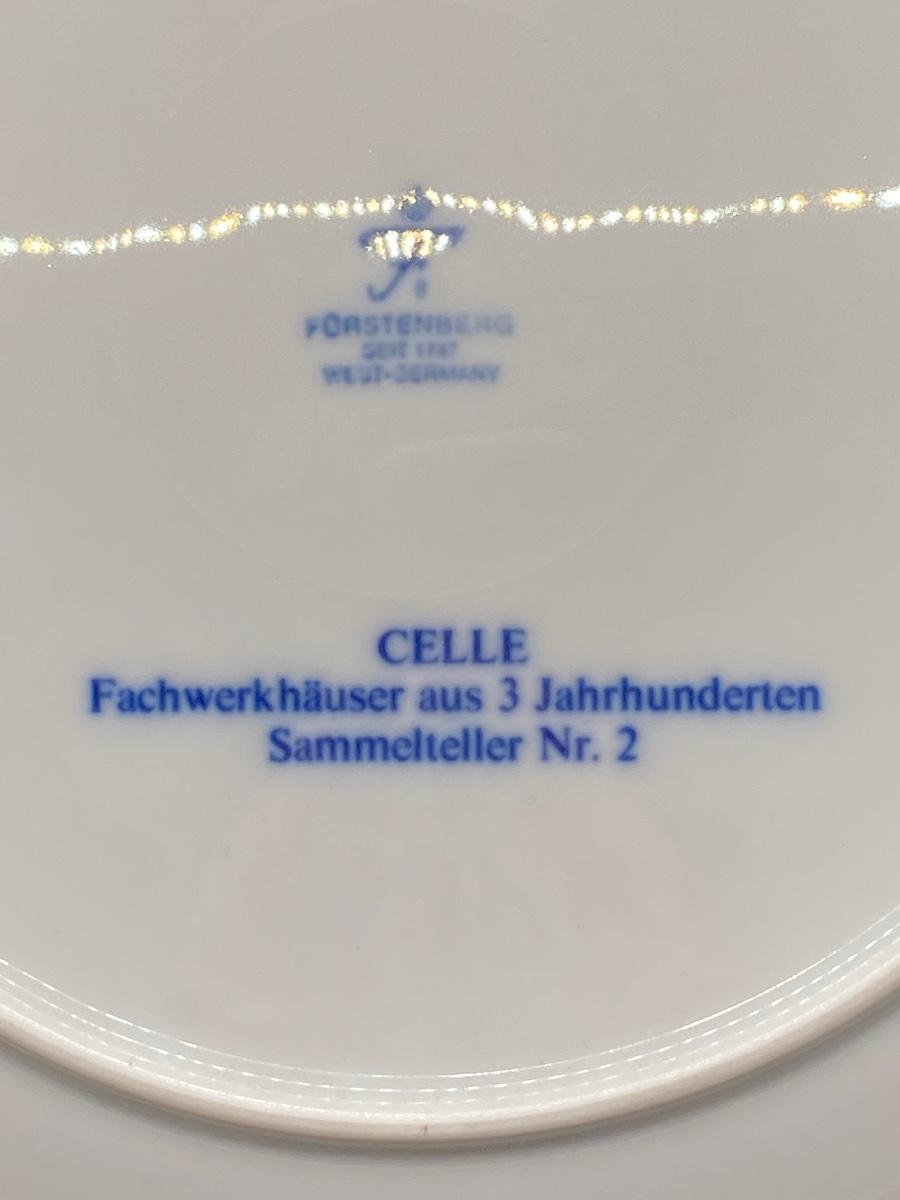 F
FÜRSTENBERG
SEIT 1747
WEST-GERMANY
CELLE
Fachwerkhäuser aus 3 Jahrhunderten
Sammelteller Nr. 2